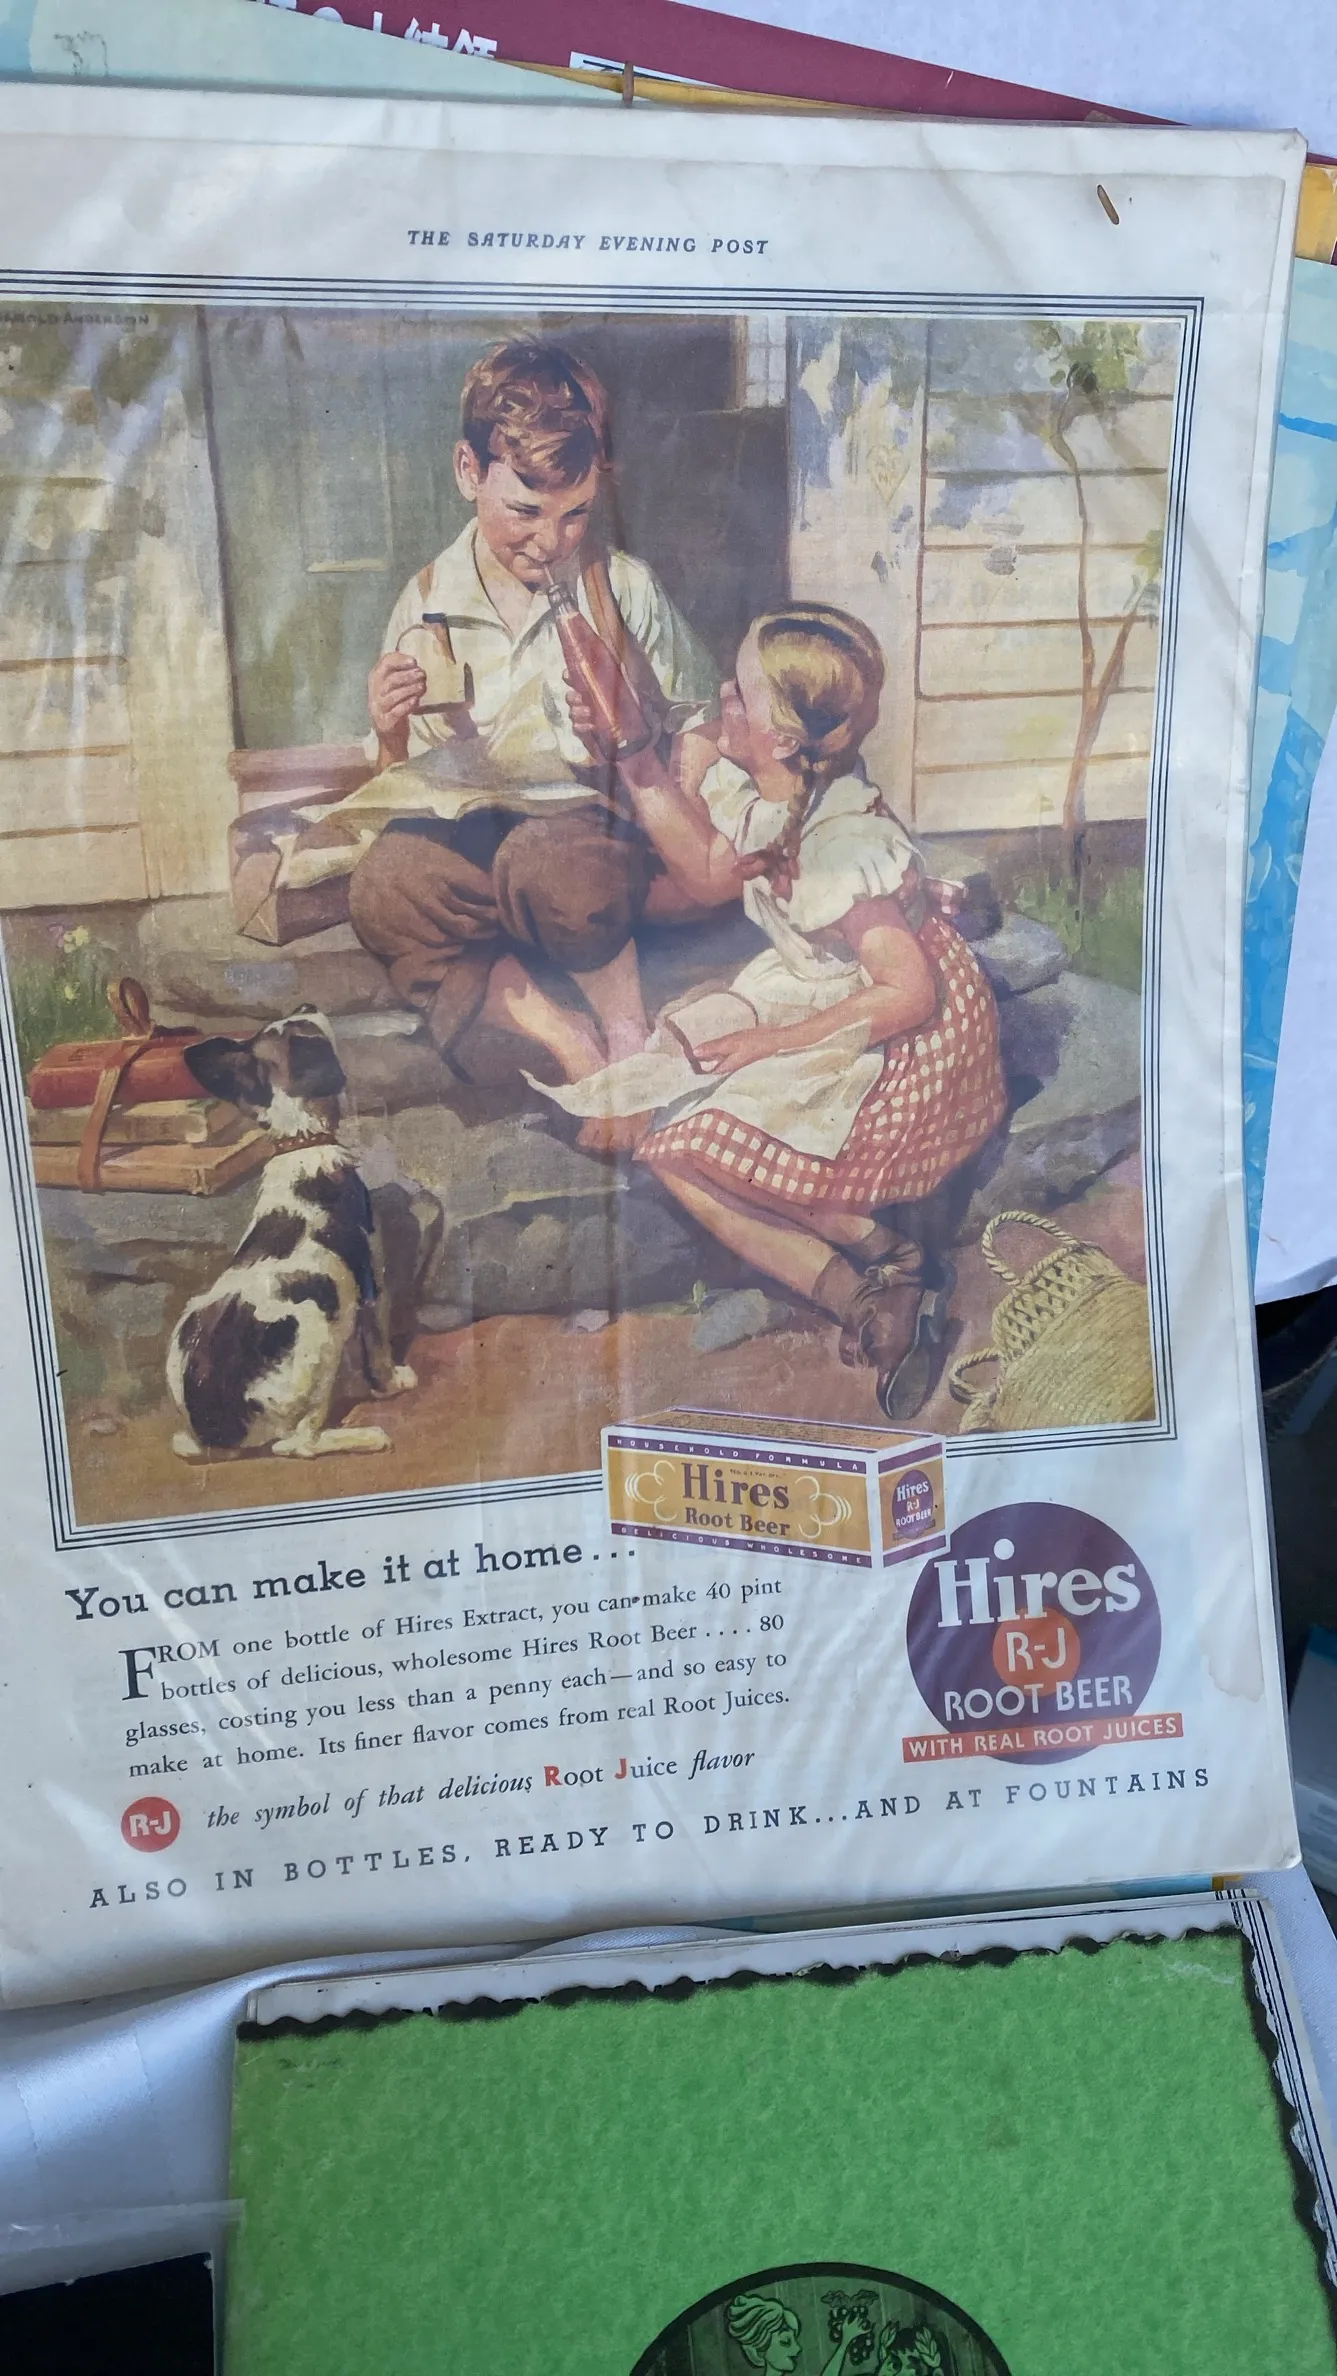 THE SATURDAY EVENING POST
HAROLD ANDERSON
HOUSEHOLD FORMULA
Hires
Root Beer
DELICIOUS WHOLESOME
Hires
R-J
ROOT BEER
You can make it at home...
FROM one bottle of Hires Extract, you can make 40 pint
bottles of delicious, wholesome Hires Root Beer .... 80
glasses, costing you less than a penny each—and so easy to
make at home. Its finer flavor comes from real Root Juices.
R-J the symbol of that delicious Root Juice flavor
Hires
R-J
ROOT BEER
WITH REAL ROOT JUICES
ALSO IN BOTTLES, READY TO DRINK...AND AT FOUNTAINS